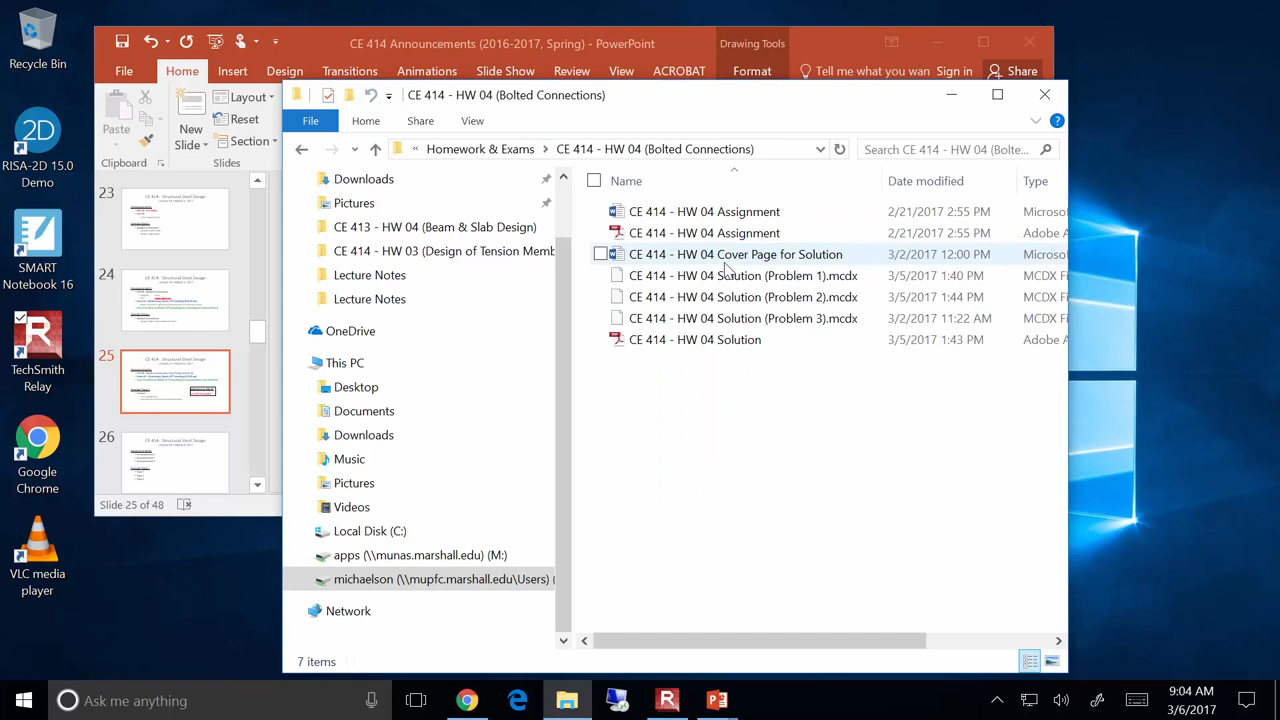 Recycle Bin
RISA-2D 15.0
Demo
SMART
Notebook 16
TechSmith
Relay
Google
Chrome
VLC media
player
CE 414 Announcements (2016-2017, Spring) - PowerPoint
Drawing Tools
File
Home
Insert
Design
Transitions
Animations
Slide Show
Review
View
ACROBAT
Format
Tell me what you wan
Sign in
Share
Paste
New
Slide
Layout
Reset
Section
Clipboard
Slides
23
24
25
26
Slide 25 of 48
CE 414 - HW 04 (Bolted Connections)
File
Home
Share
View
« Homework & Exams > CE 414 - HW 04 (Bolted Connections)
Search CE 414 - HW 04 (Bolte...
Downloads
Pictures
CE 413 - HW 04 (Beam & Slab Design)
CE 414 - HW 03 (Design of Tension Memb
Lecture Notes
Lecture Notes
OneDrive
This PC
Desktop
Documents
Downloads
Music
Pictures
Videos
Local Disk (C:)
apps (\\munas.marshall.edu) (M:)
michaelson (\\mupfc.marshall.edu\Users) (
Network
Name
Date modified
Type
CE 414 - HW 04 Assignment 2/21/2017 2:55 PM Microso
CE 414 - HW 04 Assignment 2/21/2017 2:55 PM Adobe A
CE 414 - HW 04 Cover Page for Solution 3/2/2017 12:00 PM Microso
CE 414 - HW 04 Solution (Problem 1).mcdx 3/5/2017 1:40 PM MCDX Fi
CE 414 - HW 04 Solution (Problem 2).mcdx 3/5/2017 1:44 PM MCDX Fi
CE 414 - HW 04 Solution (Problem 3).mcdx 3/2/2017 11:22 AM MCDX Fi
CE 414 - HW 04 Solution 3/5/2017 1:43 PM Adobe A
7 items
Ask me anything
9:04 AM
3/6/2017